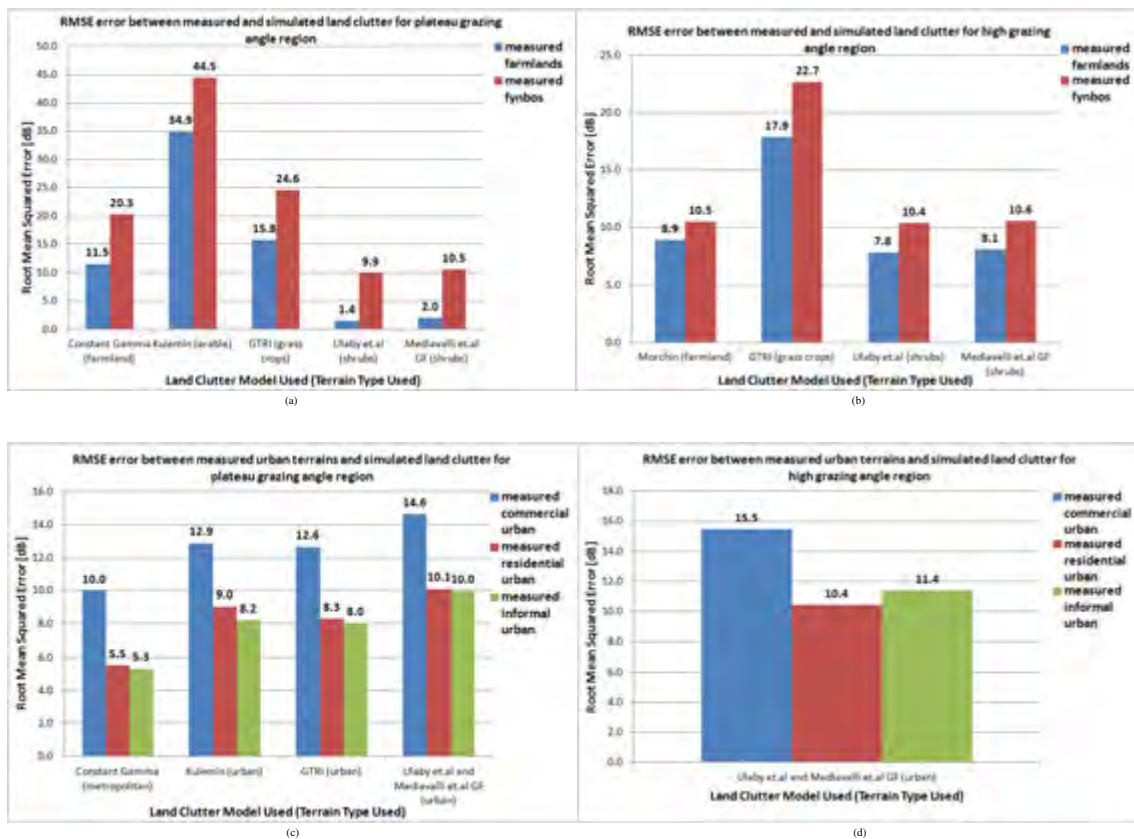 RMSE error between measured and simulated land clutter for plateau grazing
angle region
measured
farmlands
measured
fynbos
Root Mean Squared Error [dB]
50.0
45.0
40.0
35.0
30.0
25.0
20.0
15.0
10.0
5.0
0.0
11.5
20.3
34.9
44.5
15.8
24.6
1.4
9.9
2.0
10.5
Constant Gamma
(farmland)
Kulemin (arable)
GTRI (grass
crops)
Ulaby et.al
(shrubs)
Mediavalli et.al
GF (shrubs)
Land Clutter Model Used (Terrain Type Used)
(a)
RMSE error between measured and simulated land clutter for high grazing
angle region
measured
farmlands
measured
fynbos
Root Mean Squared Error [dB]
25.0
20.0
15.0
10.0
5.0
0.0
8.9
10.5
17.9
22.7
7.8
10.4
8.1
10.6
Morchin (farmland)
GTRI (grass crops)
Ulaby et.al (shrubs)
Mediavalli et.al GF
(shrubs)
Land Clutter Model Used (Terrain Type Used)
(b)
RMSE error between measured urban terrains and simulated land clutter for
plateau grazing angle region
measured
commercial
urban
measured
residential
urban
measured
informal
urban
Root Mean Squared Error [dB]
16.0
14.0
12.0
10.0
8.0
6.0
4.0
2.0
0.0
10.0
5.5
5.3
12.9
9.0
8.2
12.6
8.3
8.0
14.6
10.1
10.0
Constant Gamma
(metropolitan)
Kulemin (urban)
GTRI (urban)
Ulaby et.al and
Mediavalli et.al GF
(urban)
Land Clutter Model Used (Terrain Type Used)
(c)
RMSE error between measured urban terrains and simulated land clutter for
high grazing angle region
measured
commercial
urban
measured
residential
urban
measured
informal
urban
Root Mean Squared Error [dB]
18.0
16.0
14.0
12.0
10.0
8.0
6.0
4.0
2.0
0.0
15.5
10.4
11.4
Ulaby et.al and Mediavalli et.al GF (urban)
Land Clutter Model Used (Terrain Type Used)
(d)